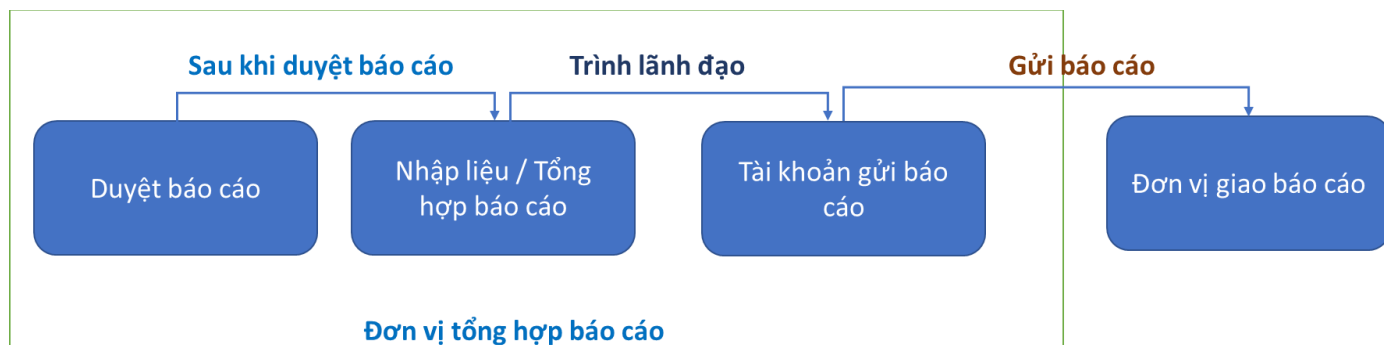 Sau khi duyệt báo cáo
Trình lãnh đạo
Gửi báo cáo
Duyệt báo cáo
Nhập liệu / Tổng
hợp báo cáo
Tài khoản gửi báo
cáo
Đơn vị giao báo cáo
Đơn vị tổng hợp báo cáo